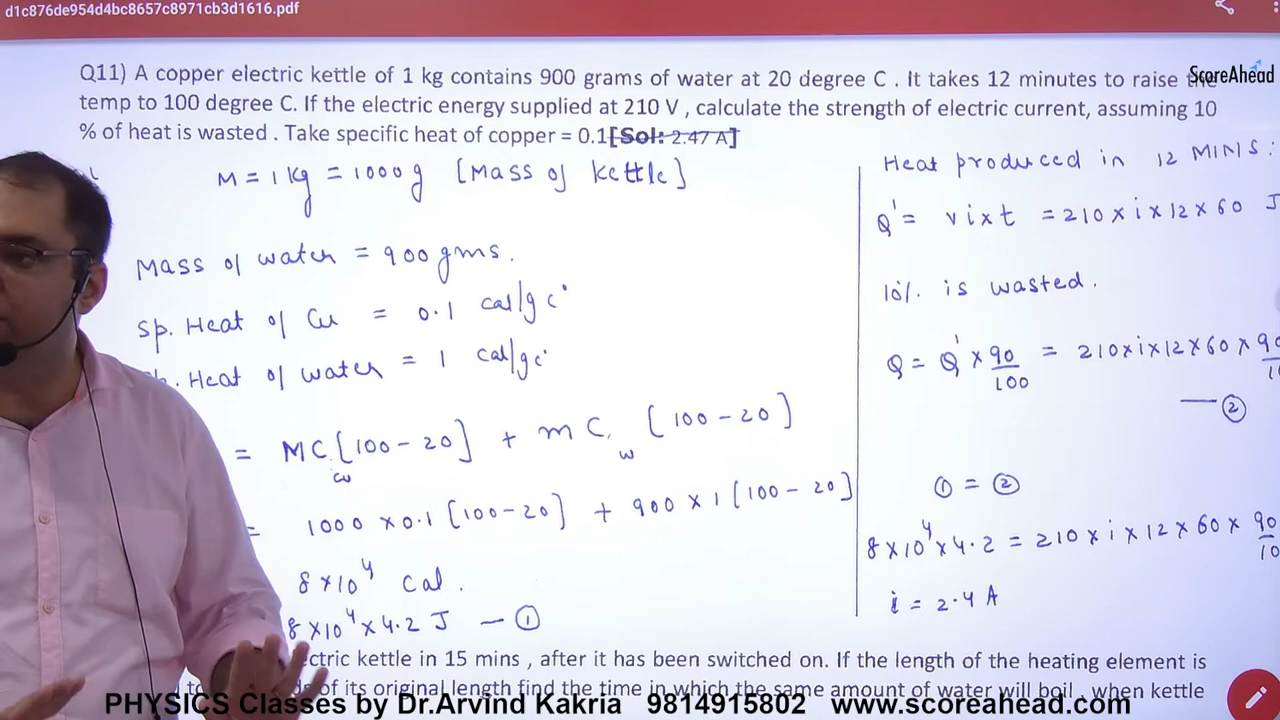 d1c876de954d4bc8657c8971cb3d1616.pdf
ScoreAhead
Q11) A copper electric kettle of 1 kg contains 900 grams of water at 20 degree C . It takes 12 minutes to raise the
temp to 100 degree C. If the electric energy supplied at 210 V , calculate the strength of electric current, assuming 10
% of heat is wasted . Take specific heat of copper = 0.1[Sol: 2.47 A]
M = 1 Kg = 1000 g [Mass of kettle]
Mass of water = 900 gms.
Sp. Heat of Cu = 0.1 cal/g c°
. Heat of water = 1 cal/g c°
= MC cu [100 - 20] + m C w [100 - 20]
= 1000 × 0.1 [100 - 20] + 900 × 1 [100 - 20]
8 × 10⁴ Cal .
8 × 10⁴ × 4.2 J — ①
Heat produced in 12 MINS :
Q' = v i × t = 210 × i × 12 × 60 J
10%. is wasted .
Q = Q' × 90/100 = 210 × i × 12 × 60 × 90/10
— ②
① = ②
8 × 10⁴ × 4.2 = 210 × i × 12 × 60 × 90/10
i = 2.4 A
ctric kettle in 15 mins , after it has been switched on. If the length of the heating element is
of its original length find the time in which the same amount of water will boil , when kettle
PHYSICS Classes by Dr.Arvind Kakria 9814915802 www.scoreahead.com